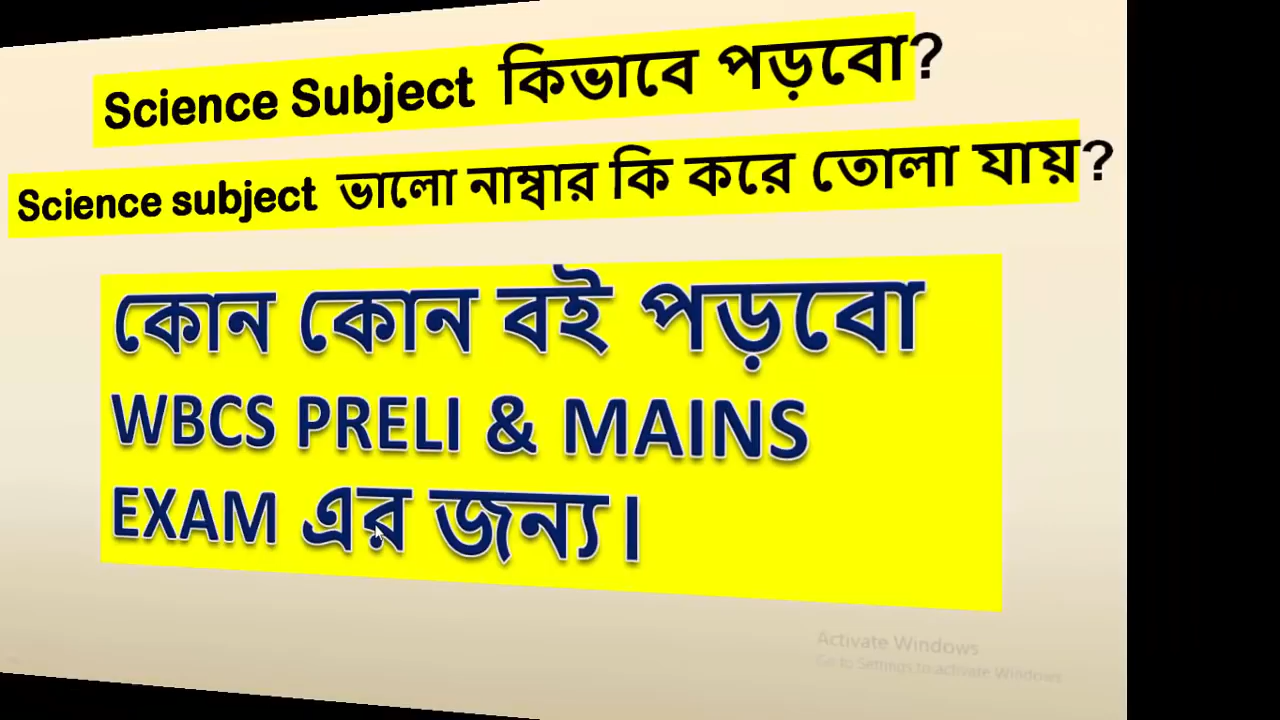 Science Subject কিভাবে পড়বো?
Science subject ভালো নাম্বার কি করে তোলা যায়?
কোন কোন বই পড়বো
WBCS PRELI & MAINS
EXAM এর জন্য।
Activate Windows
Go to Settings to activate Windows.